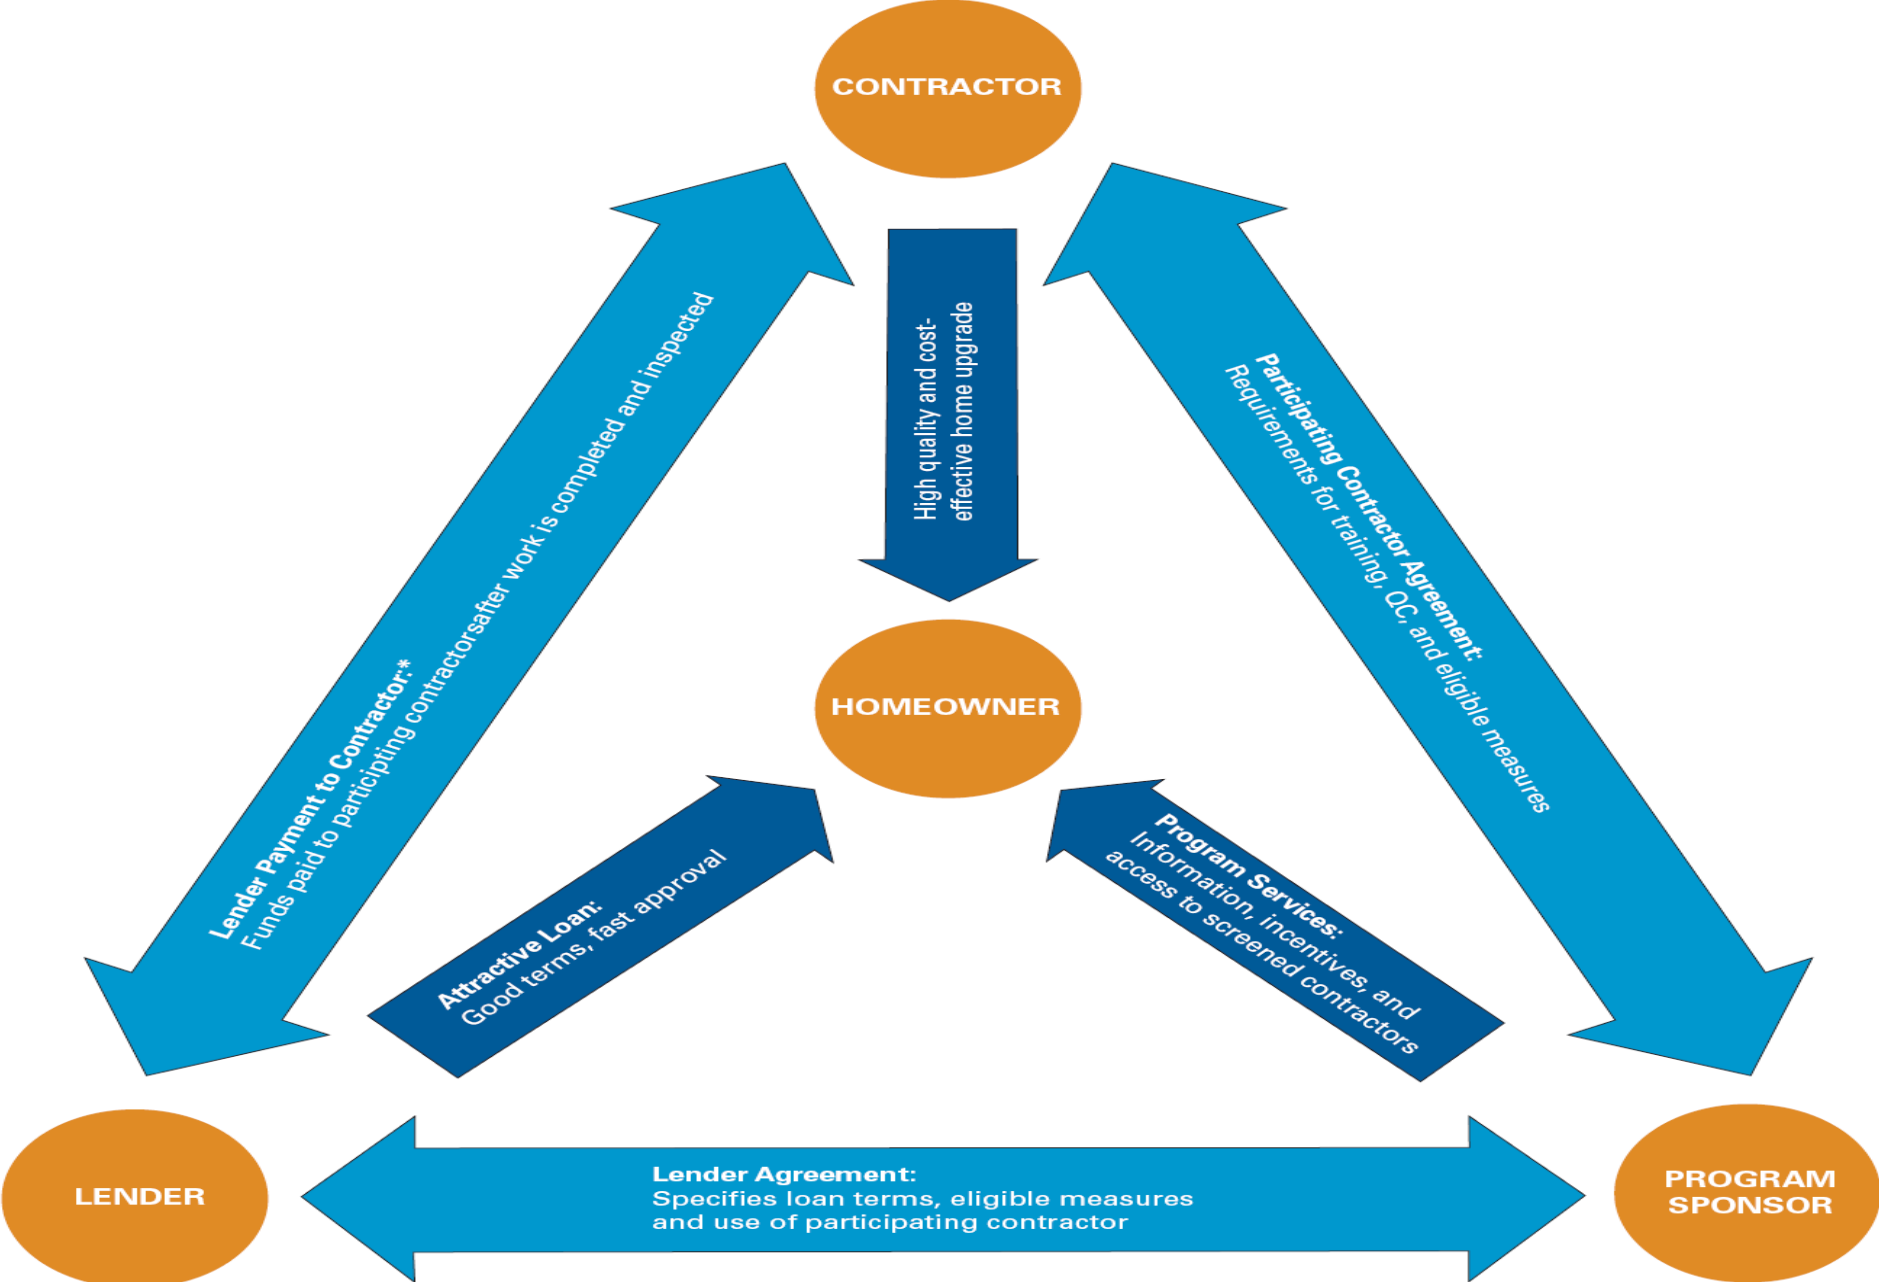 CONTRACTOR
Lender Payment to Contractor:*
Funds paid to participting contractorsafter work is completed and inspected
High quality and cost-
effective home upgrade
Participating Contractor Agreement:
Requirements for training, QC, and eligible measures
HOMEOWNER
Attractive Loan:
Good terms, fast approval
Program Services:
Information, incentives, and
access to screened contractors
LENDER
Lender Agreement:
Specifies loan terms, eligible measures
and use of participating contractor
PROGRAM
SPONSOR